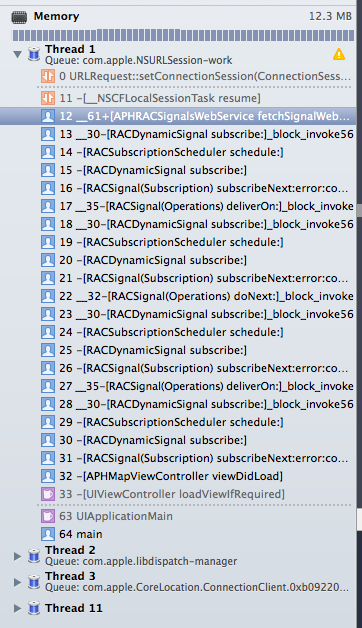 Memory 12.3 MB
Thread 1
Queue: com.apple.NSURLSession-work
0 URLRequest::setConnectionSession(ConnectionSess...
11 -[__NSCFLocalSessionTask resume]
12 __61+[APHRACSignalsWebService fetchSignalWeb...
13 __30-[RACDynamicSignal subscribe:]_block_invoke56
14 -[RACSubscriptionScheduler schedule:]
15 -[RACDynamicSignal subscribe:]
16 -[RACSignal(Subscription) subscribeNext:error:co...
17 __35-[RACSignal(Operations) deliverOn:]_block_invoke
18 __30-[RACDynamicSignal subscribe:]_block_invoke56
19 -[RACSubscriptionScheduler schedule:]
20 -[RACDynamicSignal subscribe:]
21 -[RACSignal(Subscription) subscribeNext:error:co...
22 __32-[RACSignal(Operations) doNext:]_block_invoke
23 __30-[RACDynamicSignal subscribe:]_block_invoke56
24 -[RACSubscriptionScheduler schedule:]
25 -[RACDynamicSignal subscribe:]
26 -[RACSignal(Subscription) subscribeNext:error:co...
27 __35-[RACSignal(Operations) deliverOn:]_block_invoke
28 __30-[RACDynamicSignal subscribe:]_block_invoke56
29 -[RACSubscriptionScheduler schedule:]
30 -[RACDynamicSignal subscribe:]
31 -[RACSignal(Subscription) subscribeNext:error:co...
32 -[APHMapViewController viewDidLoad]
33 -[UIViewController loadViewIfRequired]
63 UIApplicationMain
64 main
Thread 2
Queue: com.apple.libdispatch-manager
Thread 3
Queue: com.apple.CoreLocation.ConnectionClient.0xb09220...
Thread 11